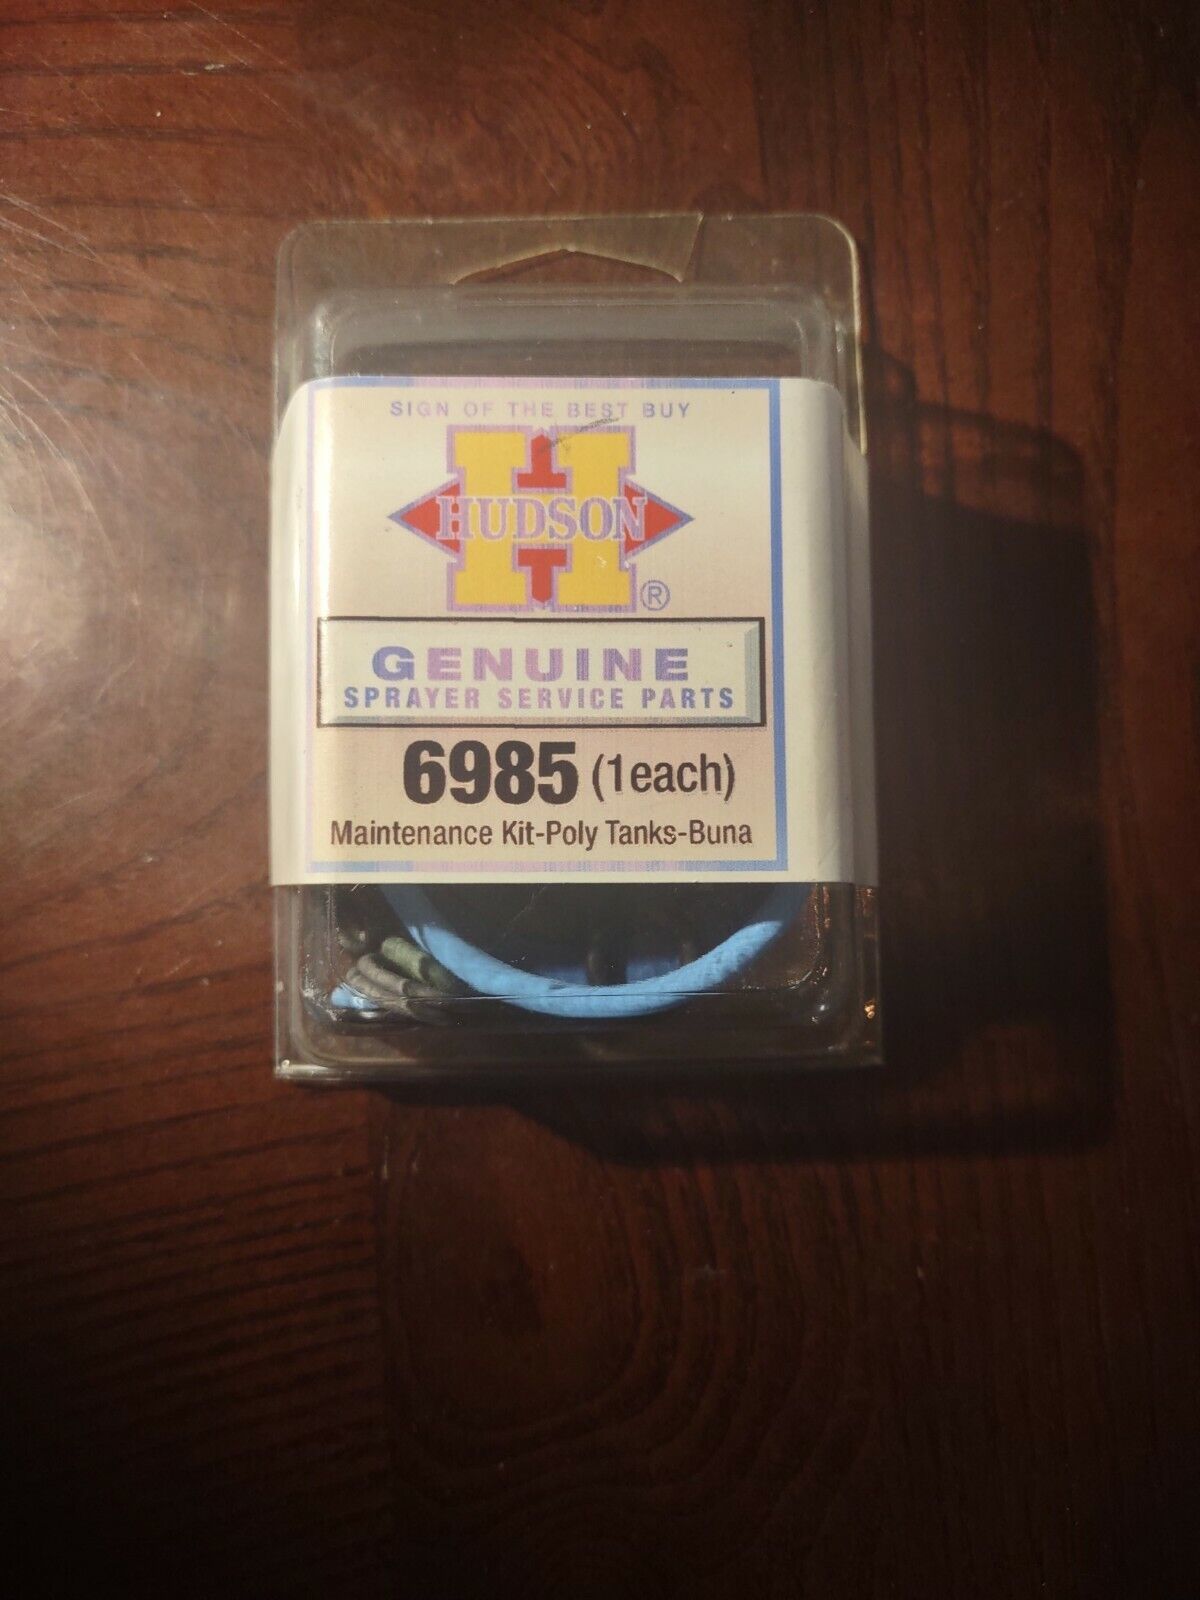 SIGN OF THE BEST BUY
HUDSON
®
GENUINE
SPRAYER SERVICE PARTS
6985 (1each)
Maintenance Kit-Poly Tanks-Buna